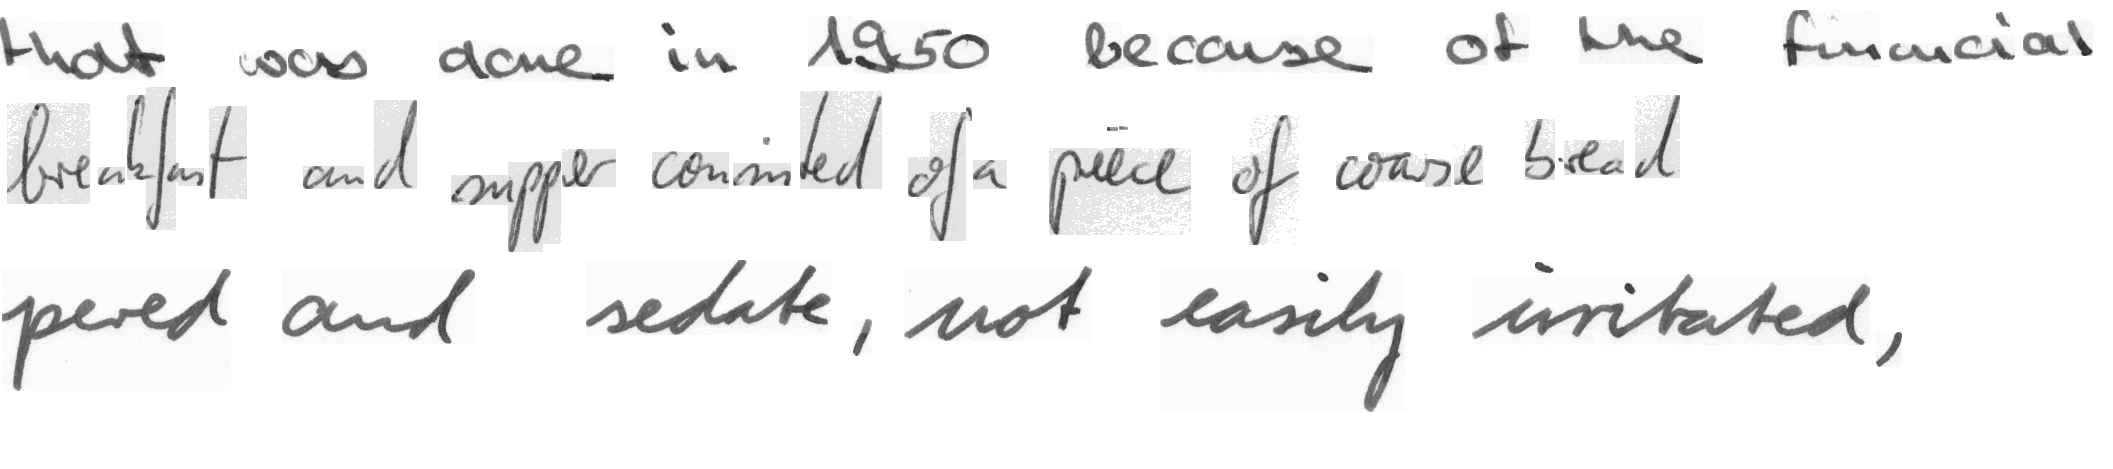 that was done in 1950 because of the financial
breakfast and supper consisted of a piece of coarse bread
pered and sedate, not easily irritated,